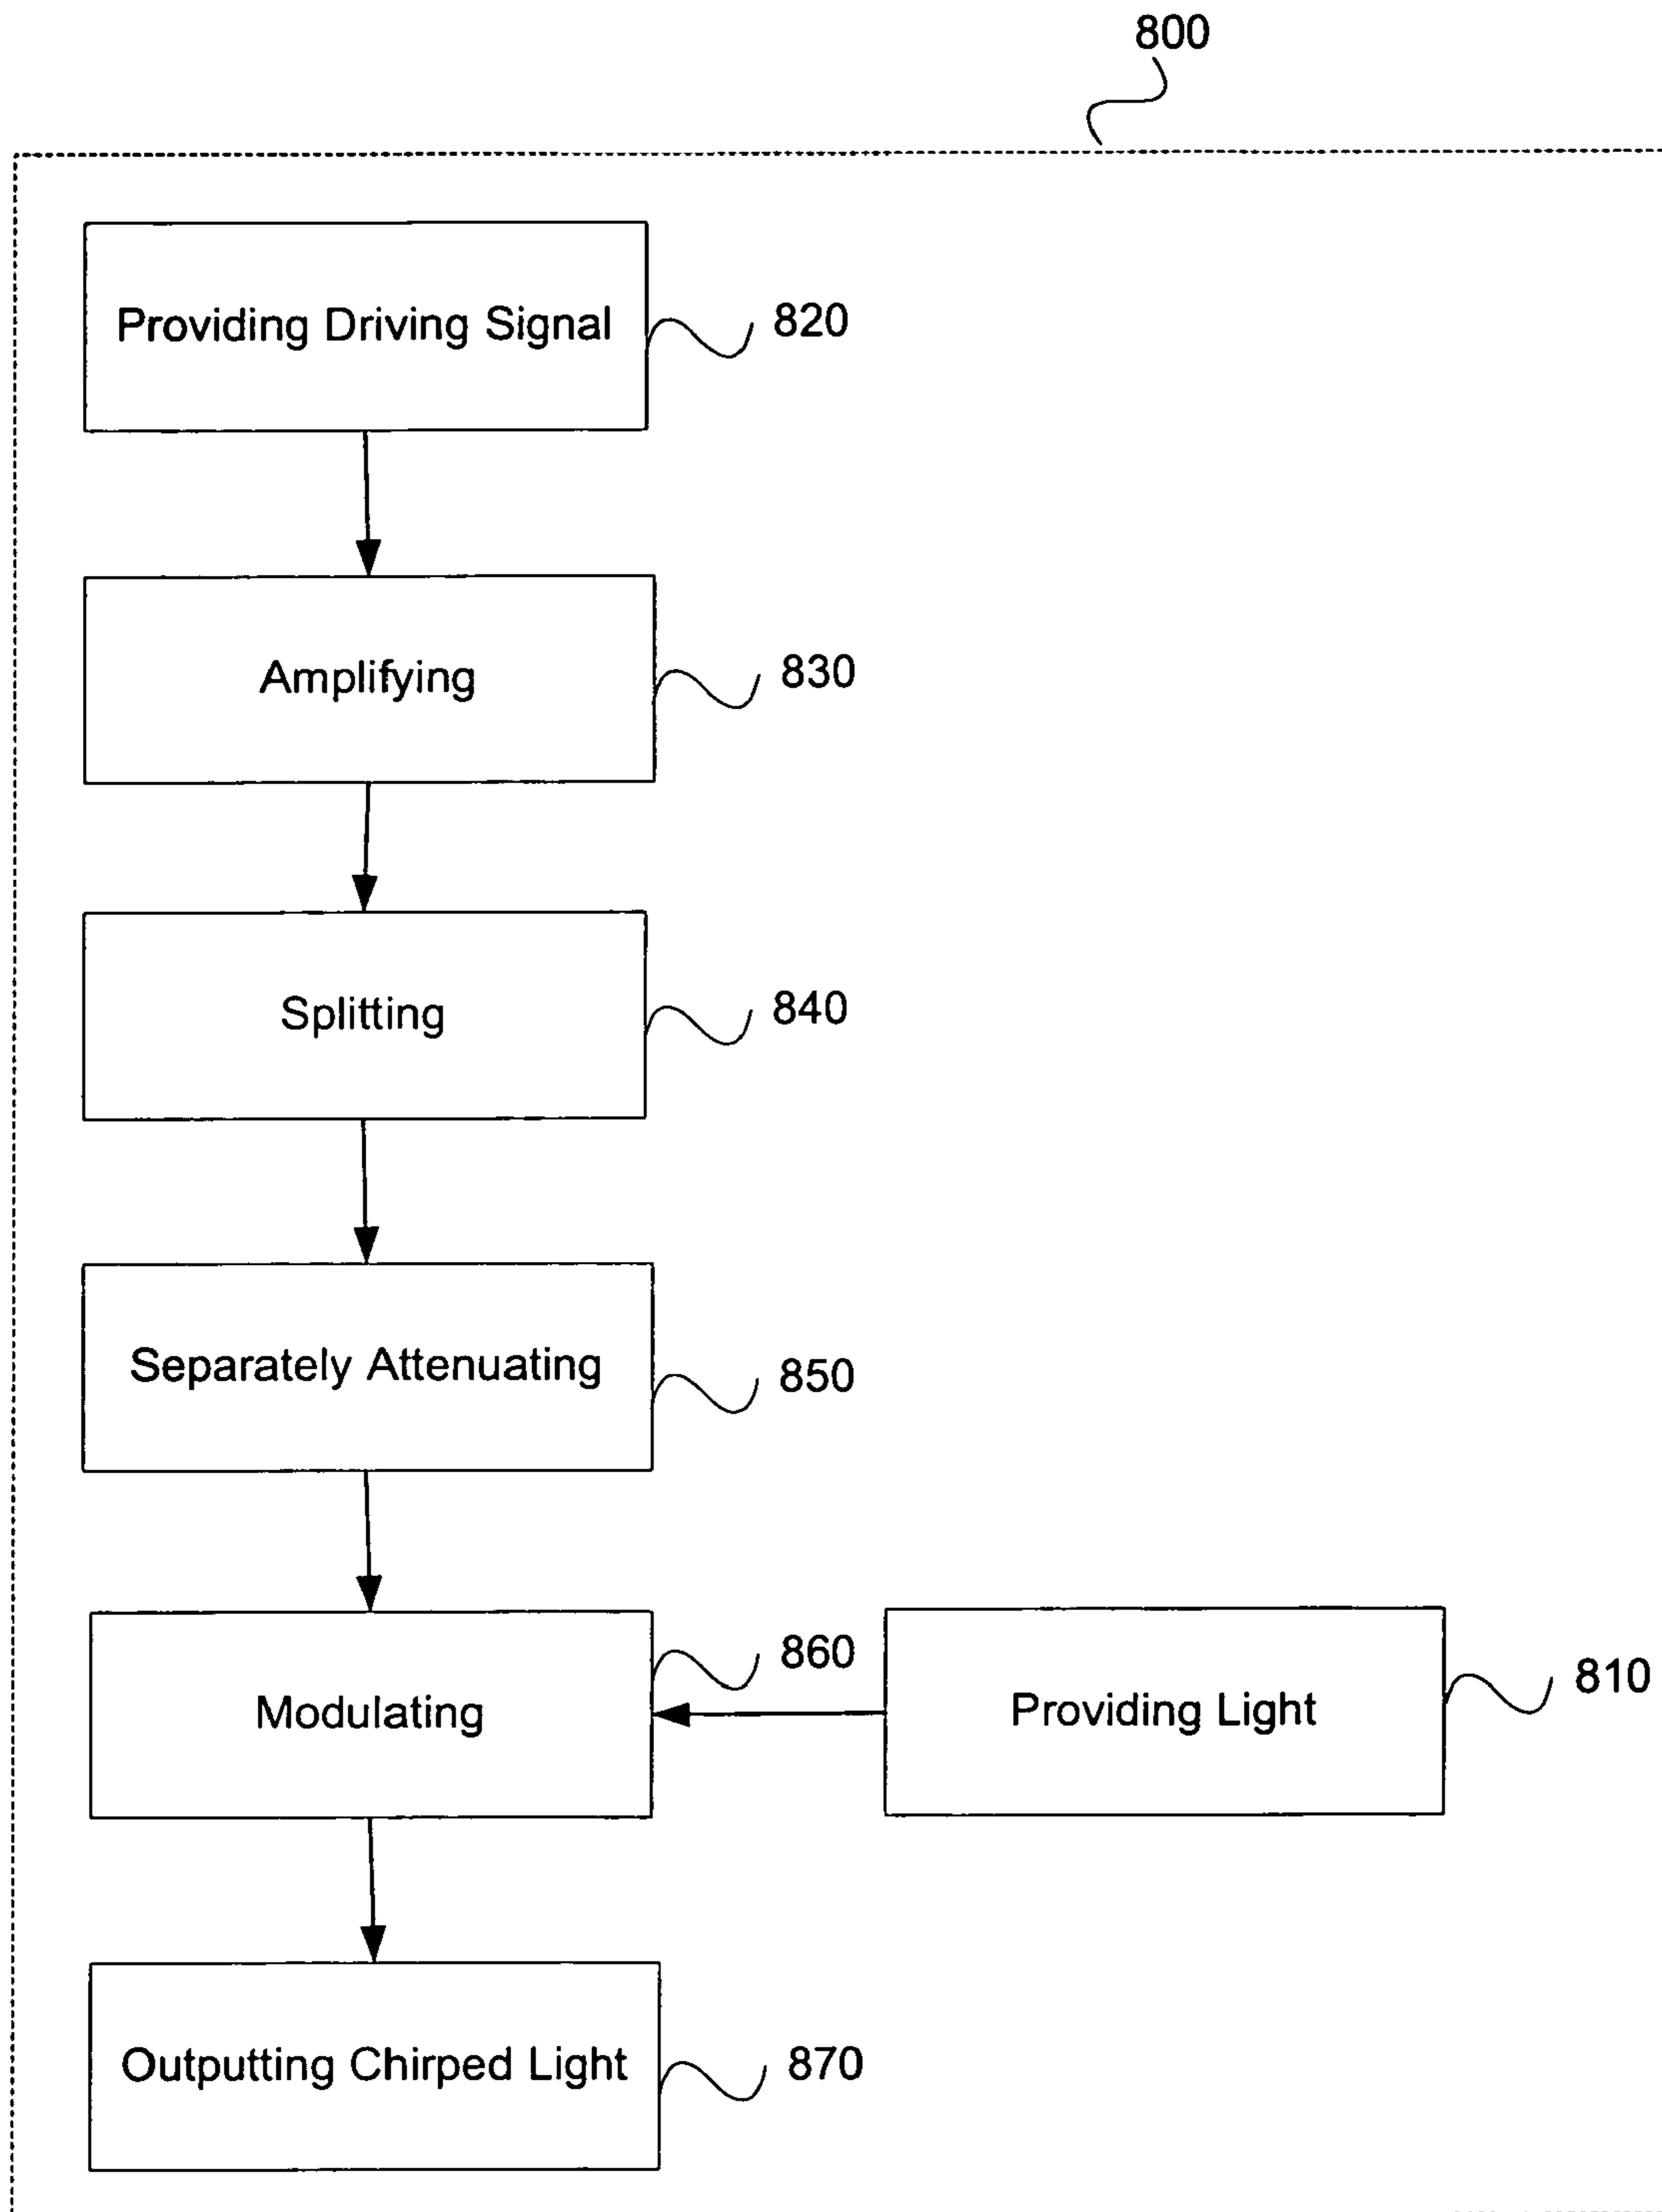 800
Providing Driving Signal
820
Amplifying
830
Splitting
840
Separately Attenuating
850
Modulating
860
Providing Light
810
Outputting Chirped Light
870